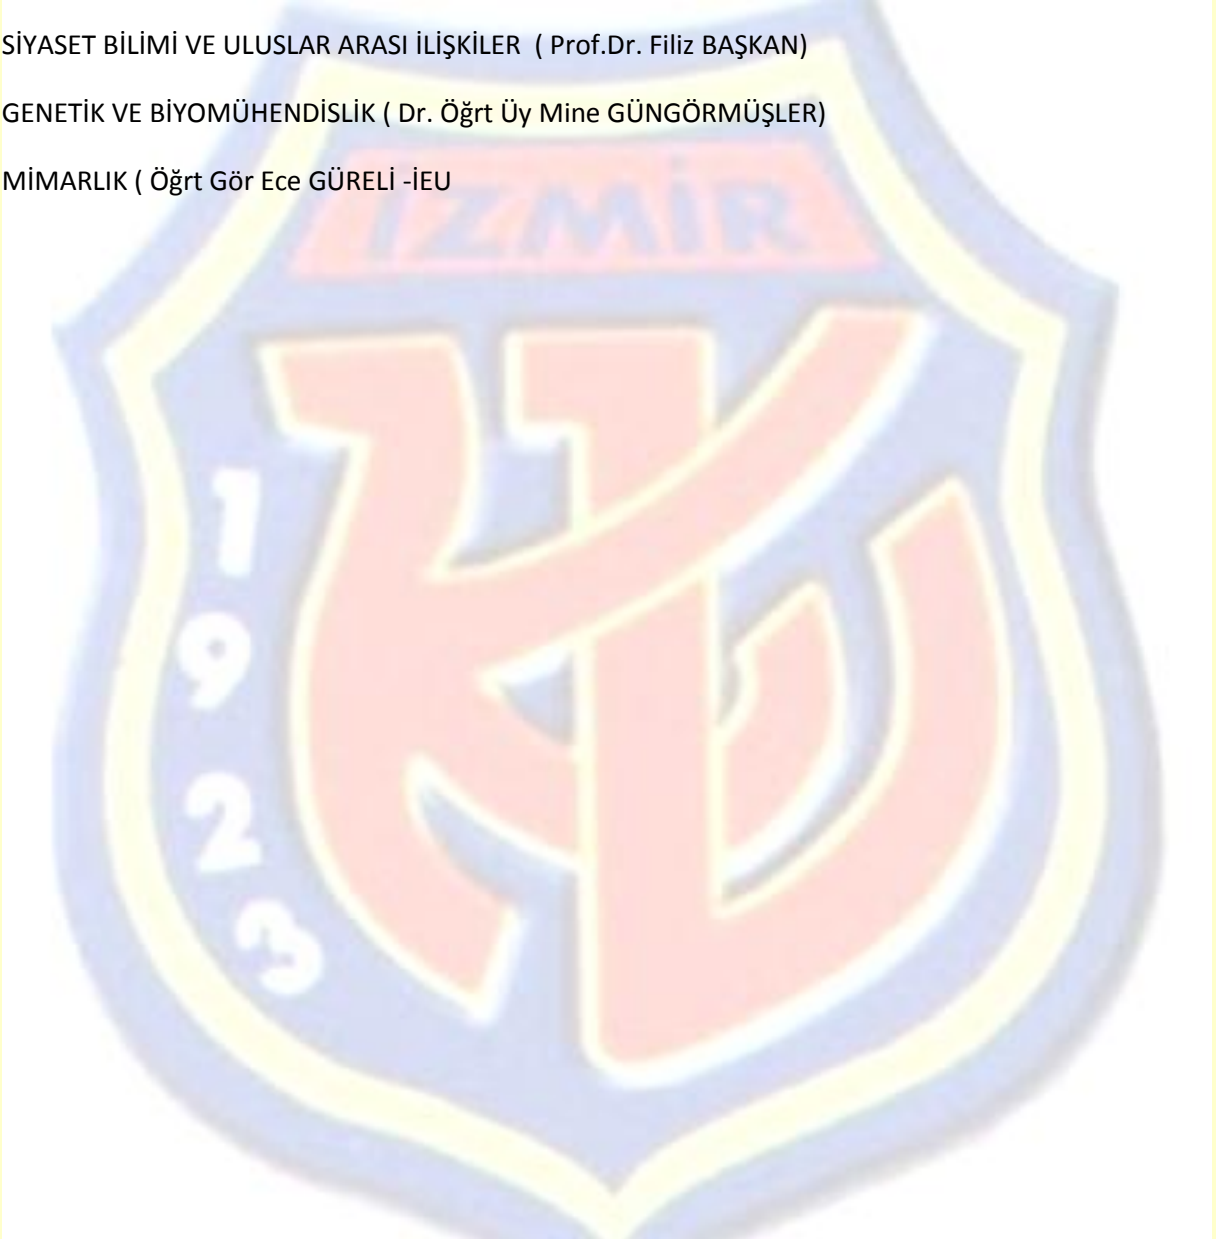 SİYASET BİLİMİ VE ULUSLAR ARASI İLİŞKİLER ( Prof.Dr. Filiz BAŞKAN)
GENETİK VE BİYOMÜHENDİSLİK ( Dr. Öğrt Üy Mine GÜNGÖRMÜŞLER)
MİMARLIK ( Öğrt Gör Ece GÜRELİ -İEU
İZMİR
1923